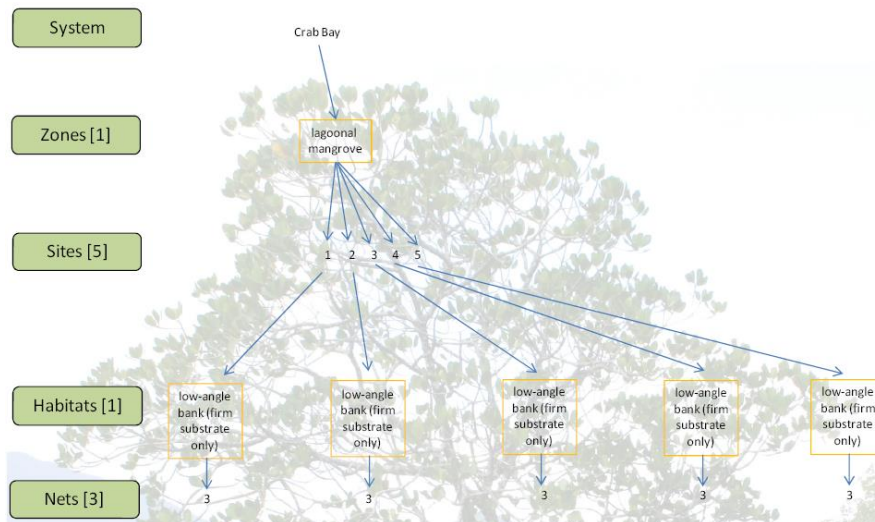 System
Crab Bay
Zones [1]
lagoonal
mangrove
Sites [5]
1 2 3 4 5
Habitats [1]
low-angle
bank (firm
substrate
only)
low-angle
bank (firm
substrate
only)
low-angle
bank (firm
substrate
only)
low-angle
bank (firm
substrate
only)
low-angle
bank (firm
substrate
only)
Nets [3]
3 3 3 3 3